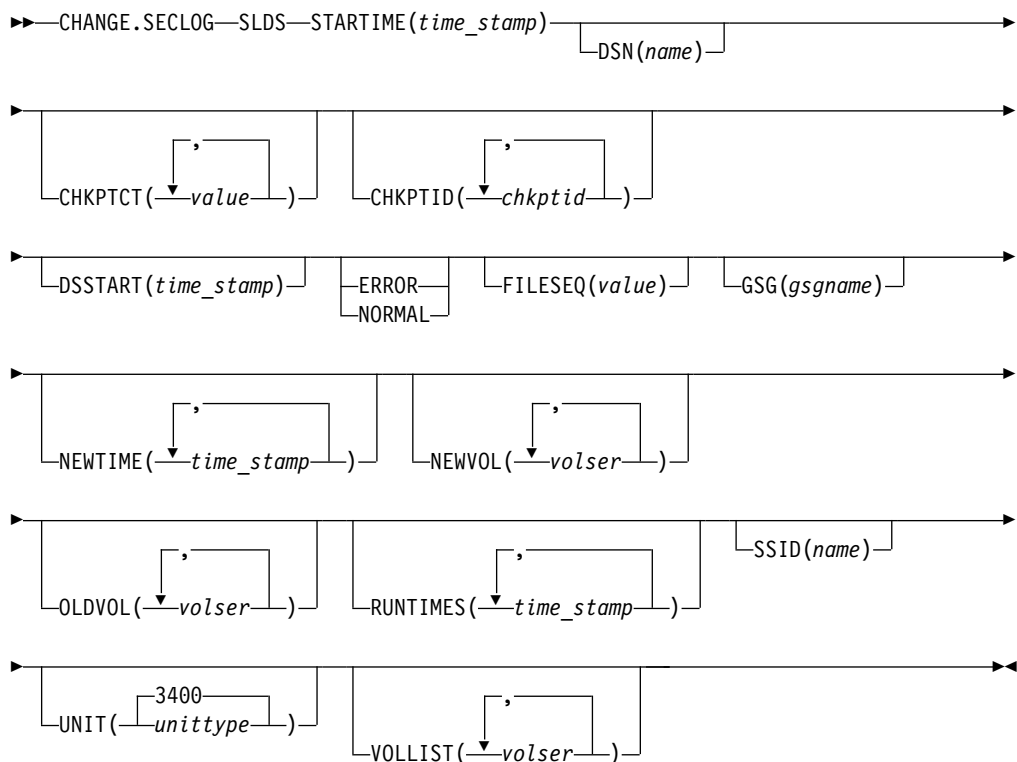 CHANGE.SECLOG SLDS STARTIME(time_stamp)
DSN(name)
,
,
CHKPTCT( value ) CHKPTID( chkptid )
DSSTART(time_stamp) ERROR FILESEQ(value) GSG(gsgname)
NORMAL
,
,
NEWTIME( time_stamp ) NEWVOL( volser )
,
,
SSID(name)
OLDVOL( volser ) RUNTIMES( time_stamp )
3400
,
UNIT( unittype )
VOLLIST( volser )